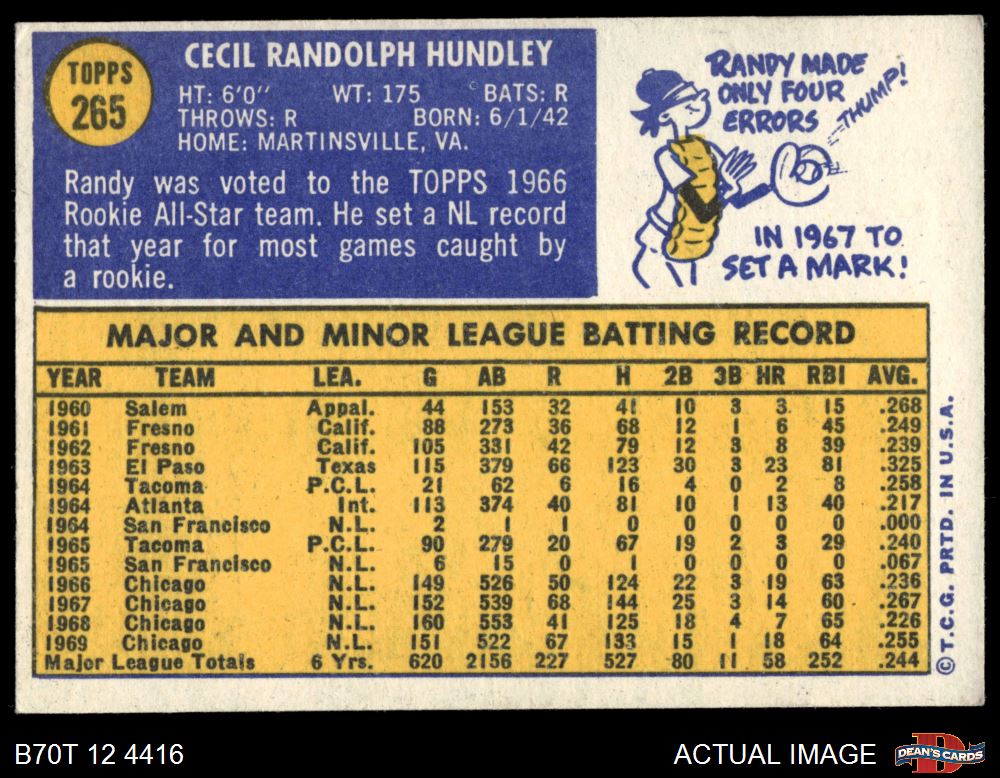 TOPPS
265
CECIL RANDOLPH HUNDLEY
HT: 6'0" WT: 175 BATS: R
THROWS: R BORN: 6/1/42
HOME: MARTINSVILLE, VA.
Randy was voted to the TOPPS 1966
Rookie All-Star team. He set a NL record
that year for most games caught by
a rookie.
RANDY MADE
ONLY FOUR
ERRORS
THUMP!
IN 1967 TO
SET A MARK!
MAJOR AND MINOR LEAGUE BATTING RECORD
YEAR TEAM LEA. G AB R H 2B 3B HR RBI AVG.
1960 Salem Appal. 44 153 32 41 10 3 3 15 .268
1961 Fresno Calif. 88 273 36 68 12 1 6 45 .249
1962 Fresno Calif. 105 331 42 79 12 3 8 39 .239
1963 El Paso Texas 115 379 66 123 30 3 23 81 .325
1964 Tacoma P.C.L. 21 62 6 16 4 0 2 8 .258
1964 Atlanta Int. 113 374 40 81 10 1 13 40 .217
1964 San Francisco N.L. 2 1 1 0 0 0 0 0 .000
1965 Tacoma P.C.L. 90 279 20 67 19 2 3 29 .240
1965 San Francisco N.L. 6 15 0 1 0 0 0 0 .067
1966 Chicago N.L. 149 526 50 124 22 3 19 63 .236
1967 Chicago N.L. 152 539 68 144 25 3 14 60 .267
1968 Chicago N.L. 160 553 41 125 18 4 7 65 .226
1969 Chicago N.L. 151 522 67 133 15 1 18 64 .255
Major League Totals 6 Yrs. 620 2156 227 527 80 11 58 252 .244
© T.C.G. PRTD. IN U.S.A.
B70T 12 4416
ACTUAL IMAGE
DEAN'S CARDS